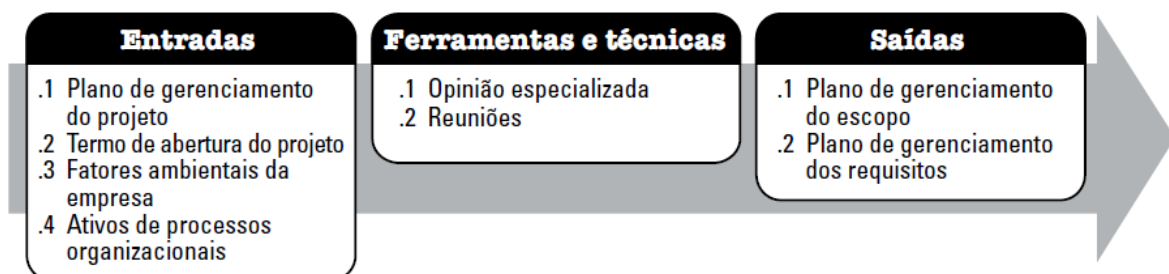 Entradas
.1 Plano de gerenciamento
do projeto
.2 Termo de abertura do projeto
.3 Fatores ambientais da
empresa
.4 Ativos de processos
organizacionais
Ferramentas e técnicas
.1 Opinião especializada
.2 Reuniões
Saídas
.1 Plano de gerenciamento
do escopo
.2 Plano de gerenciamento
dos requisitos